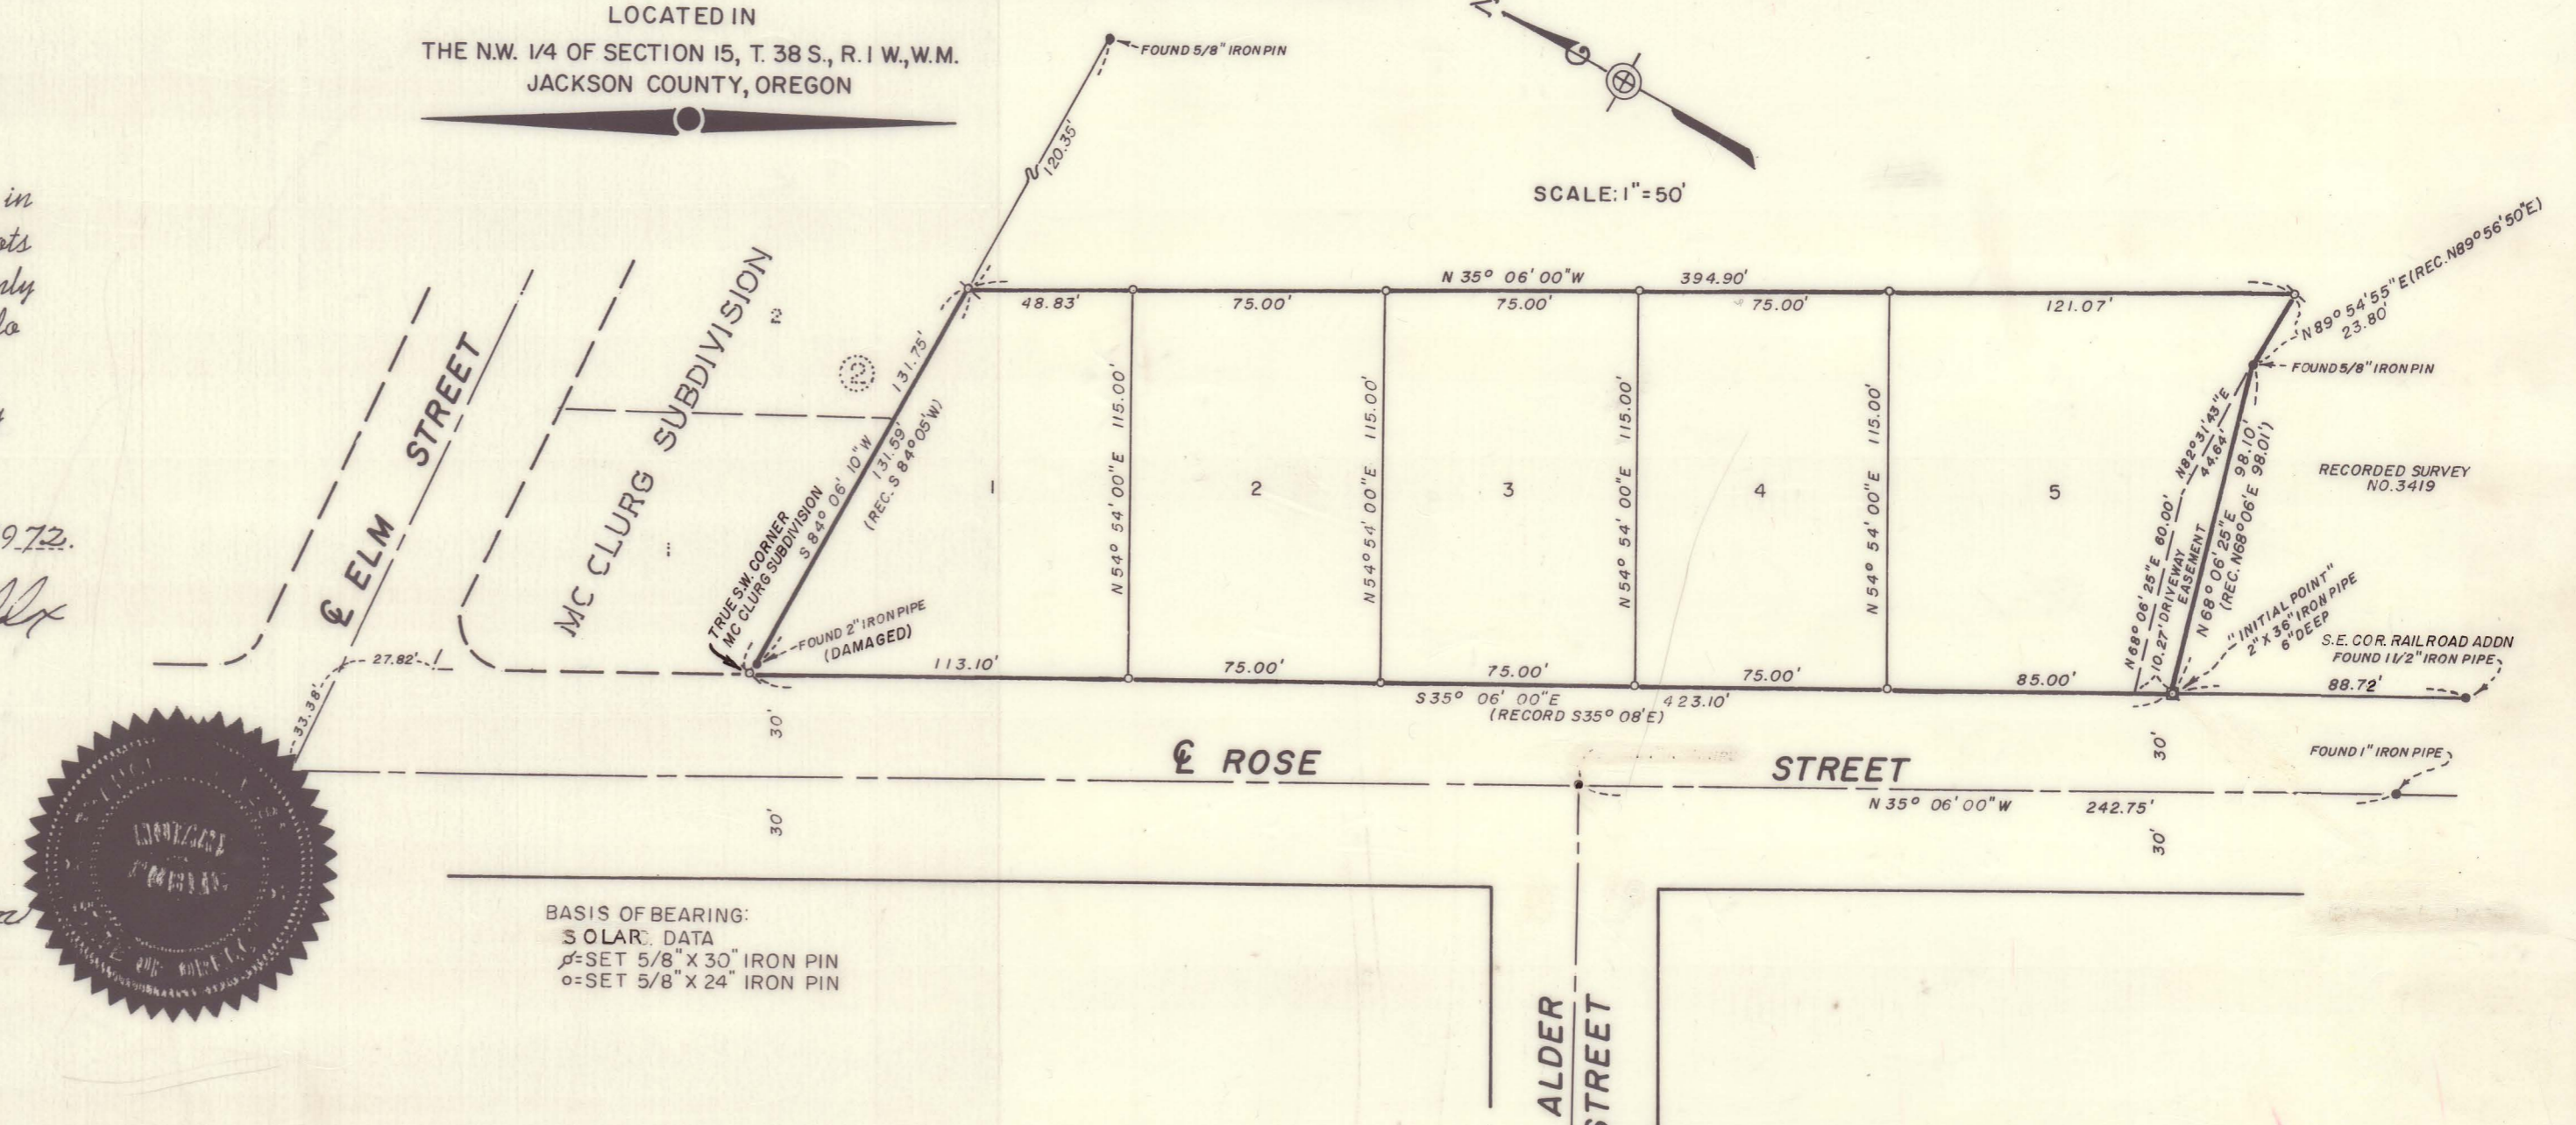 LOCATED IN
THE N.W. 1/4 OF SECTION 15, T. 38 S., R. 1 W., W.M.
JACKSON COUNTY, OREGON
SCALE: 1"=50'
FOUND 5/8" IRON PIN
120.35'
in
972.
℄ ELM STREET
MC CLURG SUBDIVISION
2
2
1
27.82'
33.38'
N 35° 06' 00" W 394.90'
48.83'
75.00'
75.00'
75.00'
121.07'
N 89° 54' 55" E (REC. N89° 56' 50" E)
23.80'
FOUND 5/8" IRON PIN
131.75'
S 84° 06' 10" W
131.59'
(REC. S 84° 05' W)
TRUE S.W. CORNER
MC CLURG SUBDIVISION
FOUND 2" IRON PIPE
(DAMAGED)
1
N 54° 54' 00" E 115.00'
2
N 54° 54' 00" E 115.00'
3
N 54° 54' 00" E 115.00'
4
N 54° 54' 00" E 115.00'
5
N82° 31' 43" E
44.64'
N 68° 06' 25" E 60.00'
10.27' DRIVEWAY
EASEMENT
N 68° 06' 25" E 98.10'
(REC. N68° 06' E 98.01')
RECORDED SURVEY
NO. 3419
"INITIAL POINT"
2" X 36" IRON PIPE
6" DEEP
S.E. COR. RAILROAD ADDN
FOUND 1 1/2" IRON PIPE
113.10'
75.00'
75.00'
75.00'
85.00'
88.72'
S 35° 06' 00" E 423.10'
(RECORD S35° 08' E)
30'
30'
℄ ROSE STREET
30'
30'
FOUND 1" IRON PIPE
N 35° 06' 00" W 242.75'
BASIS OF BEARING:
SOLAR DATA
=SET 5/8" X 30" IRON PIN
o=SET 5/8" X 24" IRON PIN
ALDER
STREET